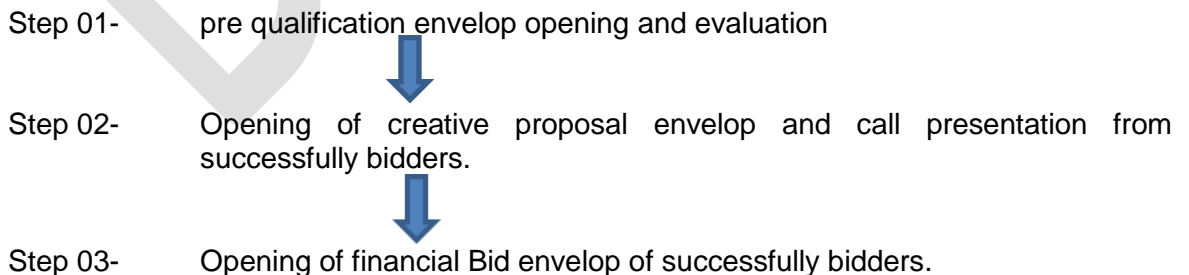 Step 01- pre qualification envelop opening and evaluation
Step 02- Opening of creative proposal envelop and call presentation from
successfully bidders.
Step 03- Opening of financial Bid envelop of successfully bidders.